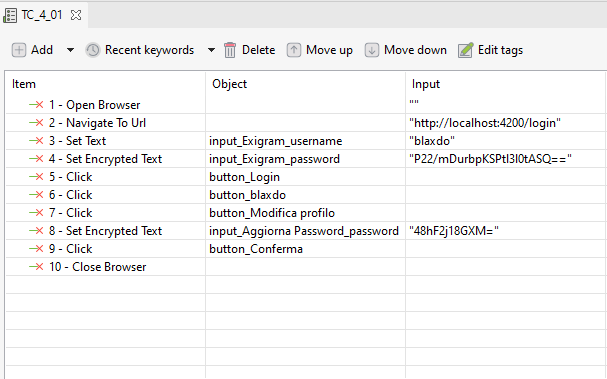 TC_4_01
Add Recent keywords Delete Move up Move down Edit tags
Item Object Input
1 - Open Browser ""
2 - Navigate To Url "http://localhost:4200/login"
3 - Set Text input_Exigram_username "blaxdo"
4 - Set Encrypted Text input_Exigram_password "P22/mDurbpKSPtI3I0tASQ=="
5 - Click button_Login
6 - Click button_blaxdo
7 - Click button_Modifica profilo
8 - Set Encrypted Text input_Aggiorna Password_password "48hF2j18GXM="
9 - Click button_Conferma
10 - Close Browser